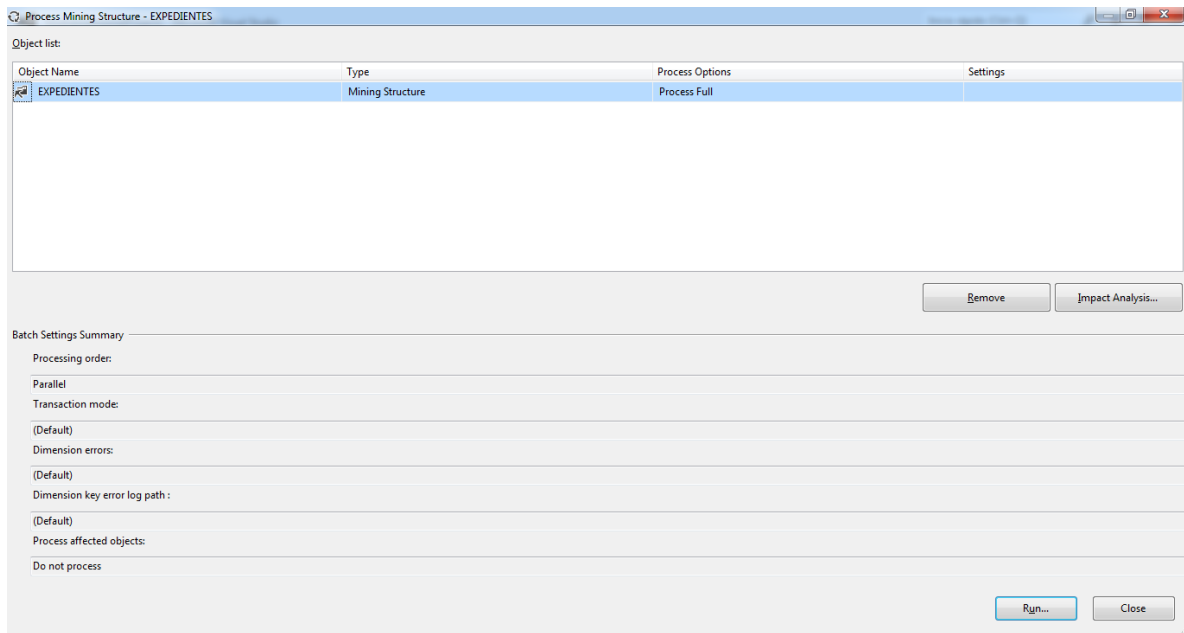 Process Mining Structure - EXPEDIENTES
Object list:
Object Name Type Process Options Settings
EXPEDIENTES Mining Structure Process Full
Remove Impact Analysis...
Batch Settings Summary
Processing order:
Parallel
Transaction mode:
(Default)
Dimension errors:
(Default)
Dimension key error log path :
(Default)
Process affected objects:
Do not process
Run... Close